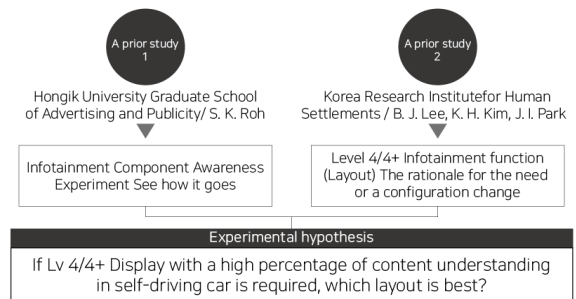 A prior study
1
Hongik University Graduate School
of Advertising and Publicity/ S. K. Roh
Infotainment Component Awareness
Experiment See how it goes
A prior study
2
Korea Research Institutefor Human
Settlements / B. J. Lee, K. H. Kim, J. I. Park
Level 4/4+ Infotainment function
(Layout) The rationale for the need
or a configuration change
Experimental hypothesis
If Lv 4/4+ Display with a high percentage of content understanding
in self-driving car is required, which layout is best?